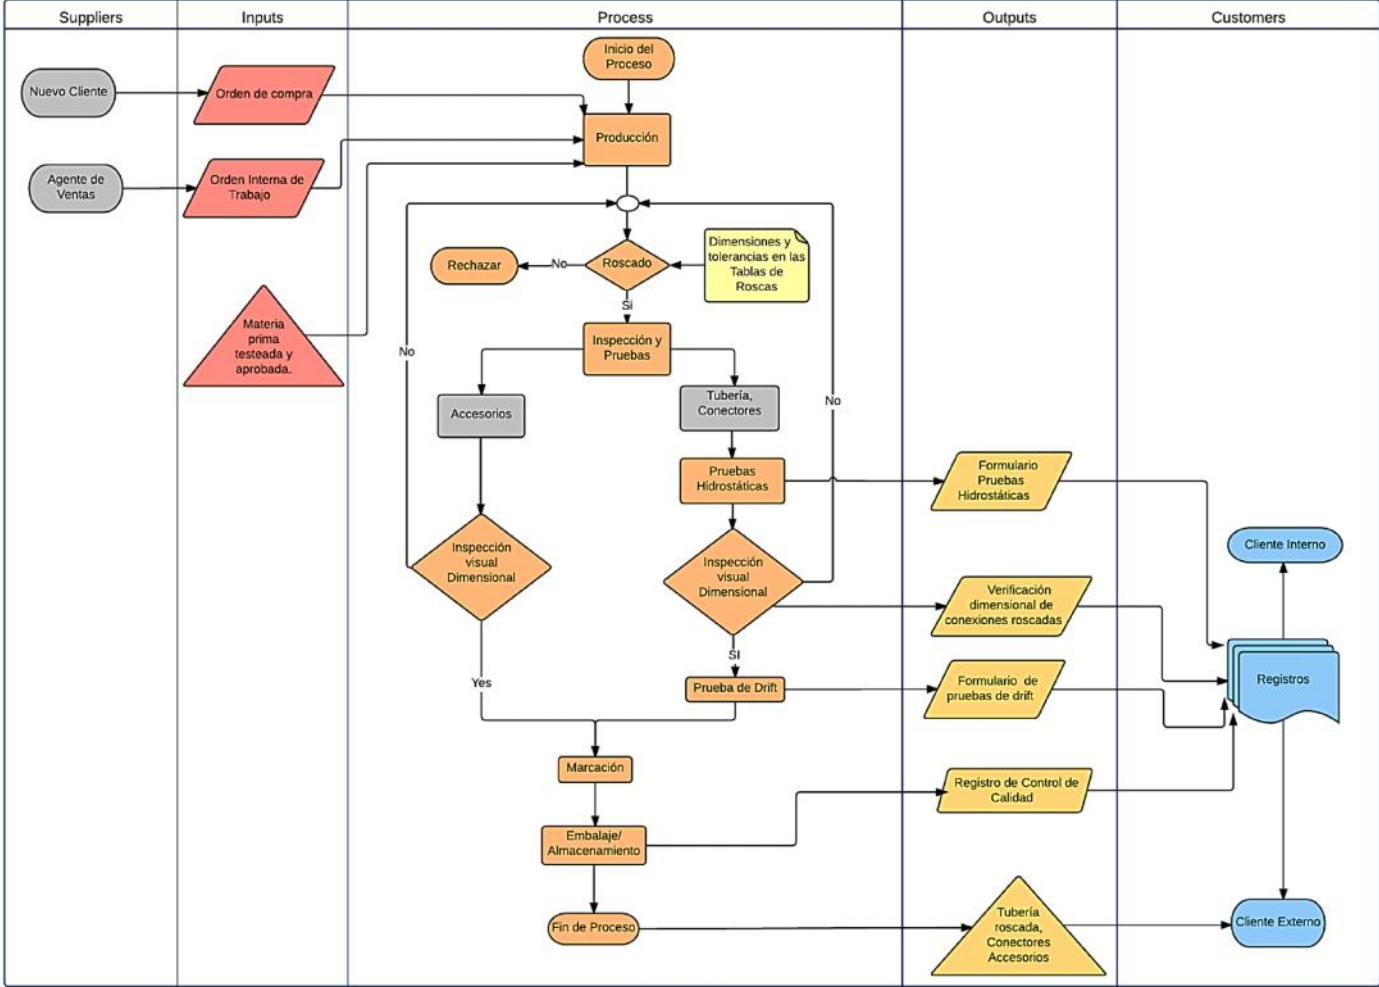 Suppliers
Inputs
Process
Outputs
Customers
Inicio del
Proceso
Nuevo Cliente
Orden de compra
Producción
Agente de
Ventas
Orden Interna de
Trabajo
Dimensiones y
tolerancias en las
Tablas de
Roscas
Rechazar
No
Roscado
Si
Materia
prima
testeada y
aprobada.
Inspección y
Pruebas
No
No
Accesorios
Tubería,
Conectores
Pruebas
Hidrostáticas
Formulario
Pruebas
Hidrostáticas
Inspección
visual
Dimensional
Inspección
visual
Dimensional
Cliente Interno
Verificación
dimensional de
conexiones roscadas
SI
Yes
Prueba de Drift
Formulario de
pruebas de drift
Registros
Marcación
Registro de Control de
Calidad
Embalaje/
Almacenamiento
Fin de Proceso
Tubería
roscada,
Conectores
Accesorios
Cliente Externo